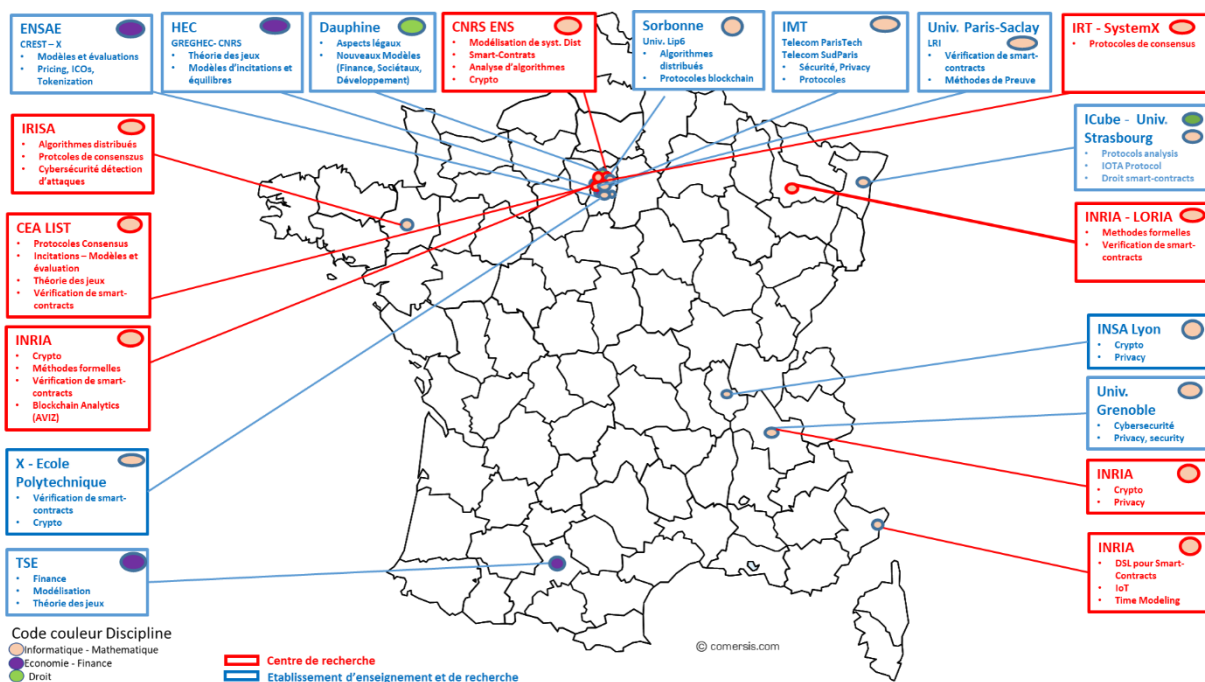 ENSAE
CREST – X
• Modèles et évaluations
• Pricing, ICOs,
Tokenization
HEC
GREGHEC- CNRS
• Théorie des jeux
• Modèles d'incitations et
équilibres
Dauphine
• Aspects légaux
• Nouveaux Modèles
(Finance, Sociétaux,
Développement)
CNRS ENS
• Modélisation de syst. Dist
• Smart-Contrats
• Analyse d'algorithmes
• Crypto
Sorbonne
Univ. Lip6
• Algorithmes
distribués
• Protocoles blockchain
IMT
Telecom ParisTech
Telecom SudParis
• Sécurité, Privacy
• Protocoles
Univ. Paris-Saclay
LRI
• Vérification de smart-
contracts
• Méthodes de Preuve
IRT - SystemX
• Protocoles de consensus
IRISA
• Algorithmes distribués
• Protcoles de consenszus
• Cybersécurité détection
d'attaques
ICube - Univ.
Strasbourg
• Protocols analysis
• IOTA Protocol
• Droit smart-contracts
CEA LIST
• Protocoles Consensus
• Incitations – Modèles et
évaluation
• Théorie des jeux
• Vérification de smart-
contracts
INRIA - LORIA
• Methodes formelles
• Verification de smart-
contracts
INRIA
• Crypto
• Méthodes formelles
• Vérification de smart-
contracts
• Blockchain Analytics
(AVIZ)
INSA Lyon
• Crypto
• Privacy
Univ.
Grenoble
• Cybersecurité
• Privacy, security
X - Ecole
Polytechnique
• Vérification de smart-
contracts
• Crypto
INRIA
• Crypto
• Privacy
TSE
• Finance
• Modélisation
• Théorie des jeux
INRIA
• DSL pour Smart-
Contracts
• IoT
• Time Modeling
Code couleur Discipline
Informatique - Mathematique
Economie - Finance
Droit
Centre de recherche
Etablissement d'enseignement et de recherche
© comersis.com